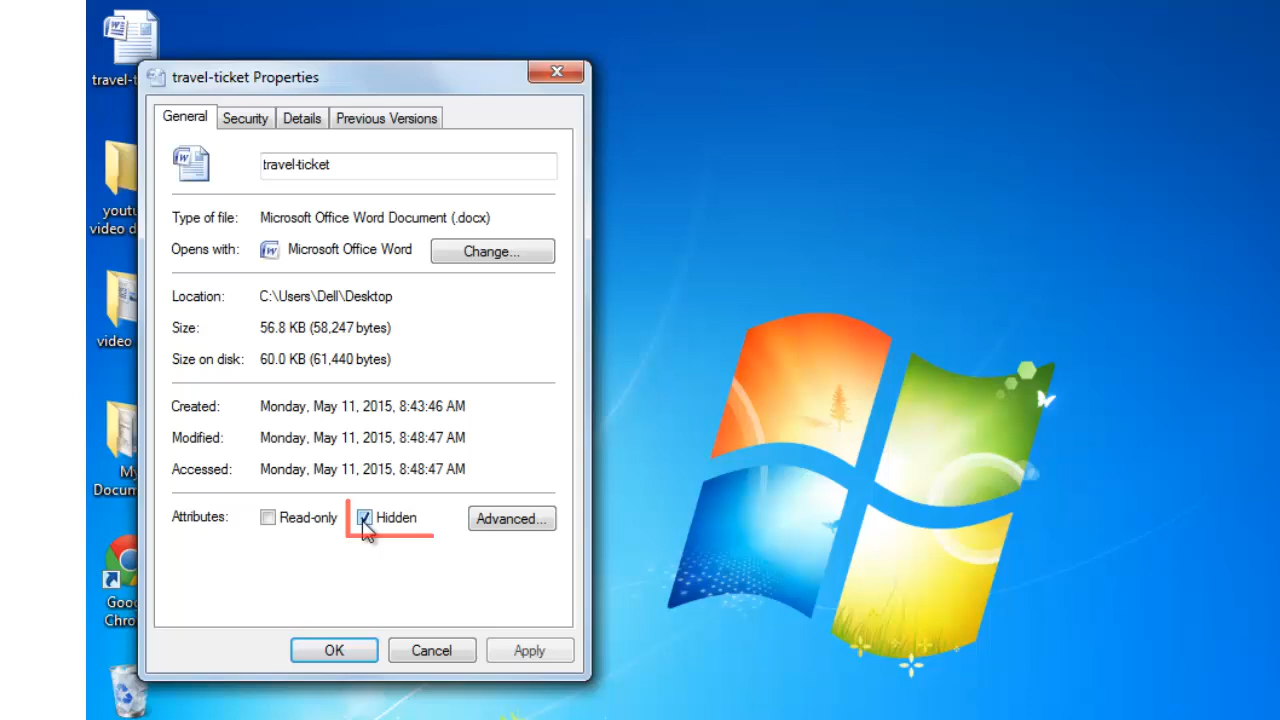 travel-t
travel-ticket Properties
General
Security
Details
Previous Versions
travel-ticket
Type of file: Microsoft Office Word Document (.docx)
Opens with: Microsoft Office Word
Change...
Location: C:\Users\Dell\Desktop
Size: 56.8 KB (58,247 bytes)
Size on disk: 60.0 KB (61,440 bytes)
Created: Monday, May 11, 2015, 8:43:46 AM
Modified: Monday, May 11, 2015, 8:48:47 AM
Accessed: Monday, May 11, 2015, 8:48:47 AM
Attributes: Read-only Hidden
Advanced...
OK
Cancel
Apply
youtu
video d
video
My
Docum
Goo
Chro